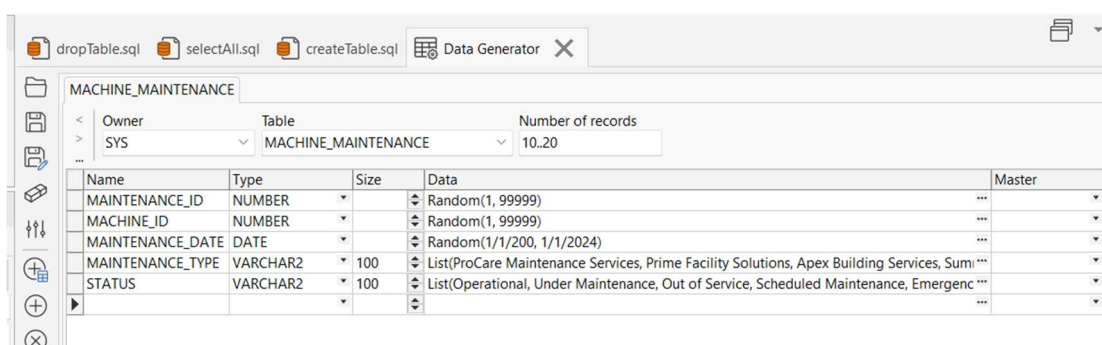 dropTable.sql selectAll.sql createTable.sql Data Generator
MACHINE_MAINTENANCE
Owner Table Number of records
SYS MACHINE_MAINTENANCE 10..20
Name Type Size Data Master
MAINTENANCE_ID NUMBER Random(1, 99999)
MACHINE_ID NUMBER Random(1, 99999)
MAINTENANCE_DATE DATE Random(1/1/200, 1/1/2024)
MAINTENANCE_TYPE VARCHAR2 100 List(ProCare Maintenance Services, Prime Facility Solutions, Apex Building Services,
STATUS VARCHAR2 100 List(Operational, Under Maintenance, Out of Service, Scheduled Maintenance, Emergenc